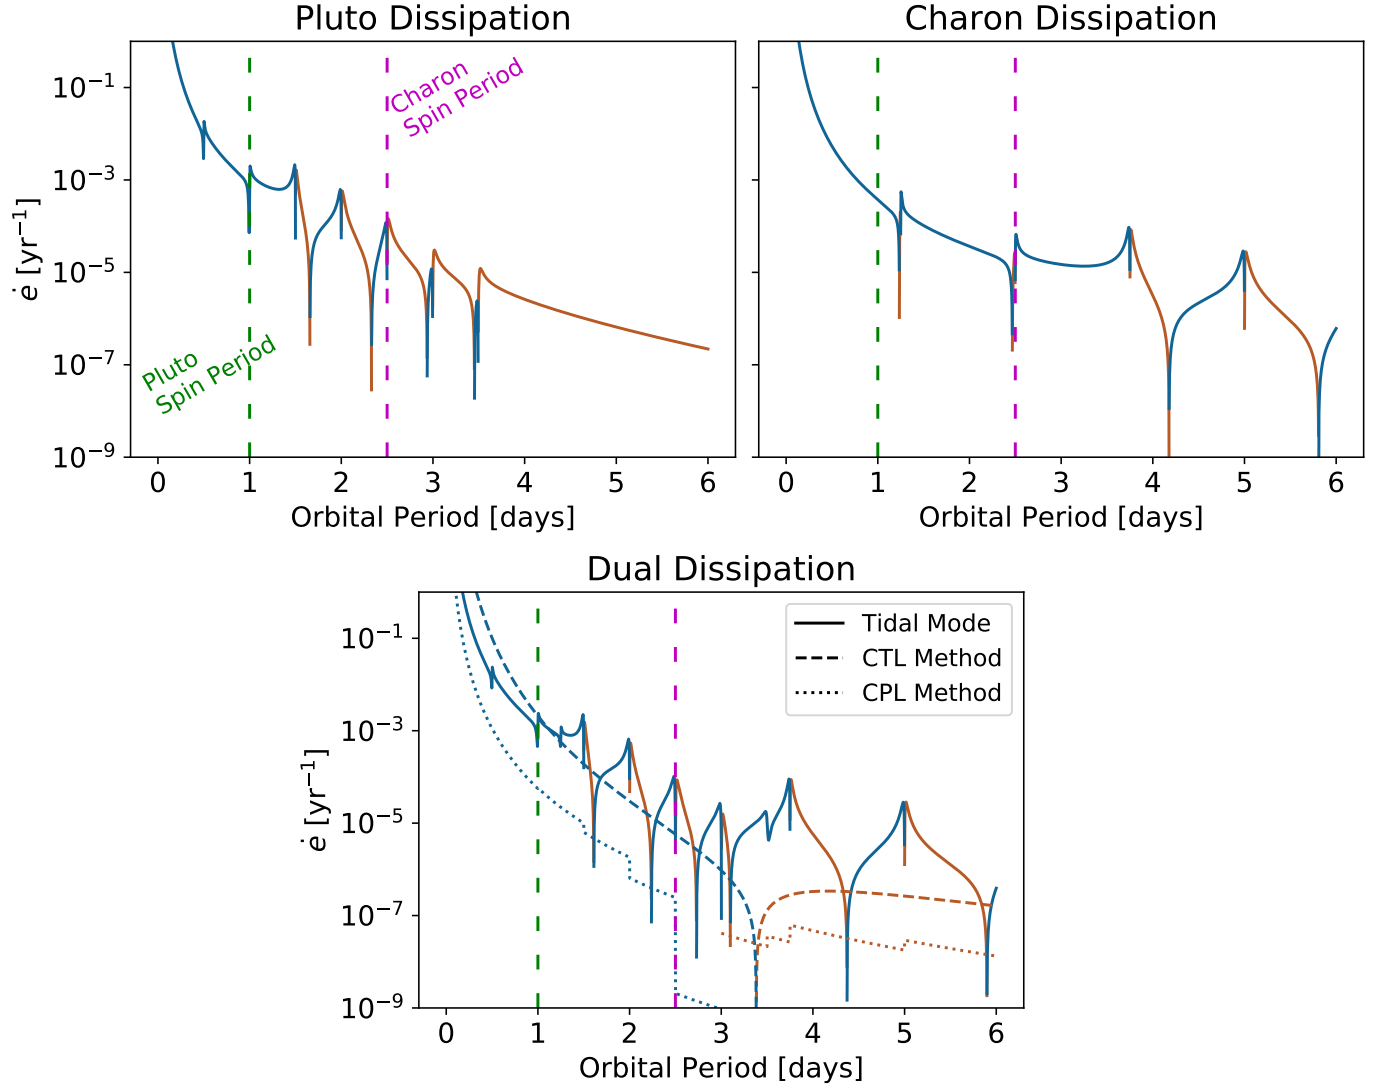 Pluto Dissipation
Charon Dissipation
ė [yr⁻¹]
10⁻¹
10⁻³
10⁻⁵
10⁻⁷
10⁻⁹
Charon
Spin Period
Pluto
Spin Period
0 1 2 3 4 5 6
Orbital Period [days]
0 1 2 3 4 5 6
Orbital Period [days]
Dual Dissipation
ė [yr⁻¹]
10⁻¹
10⁻³
10⁻⁵
10⁻⁷
10⁻⁹
Tidal Mode
CTL Method
CPL Method
0 1 2 3 4 5 6
Orbital Period [days]